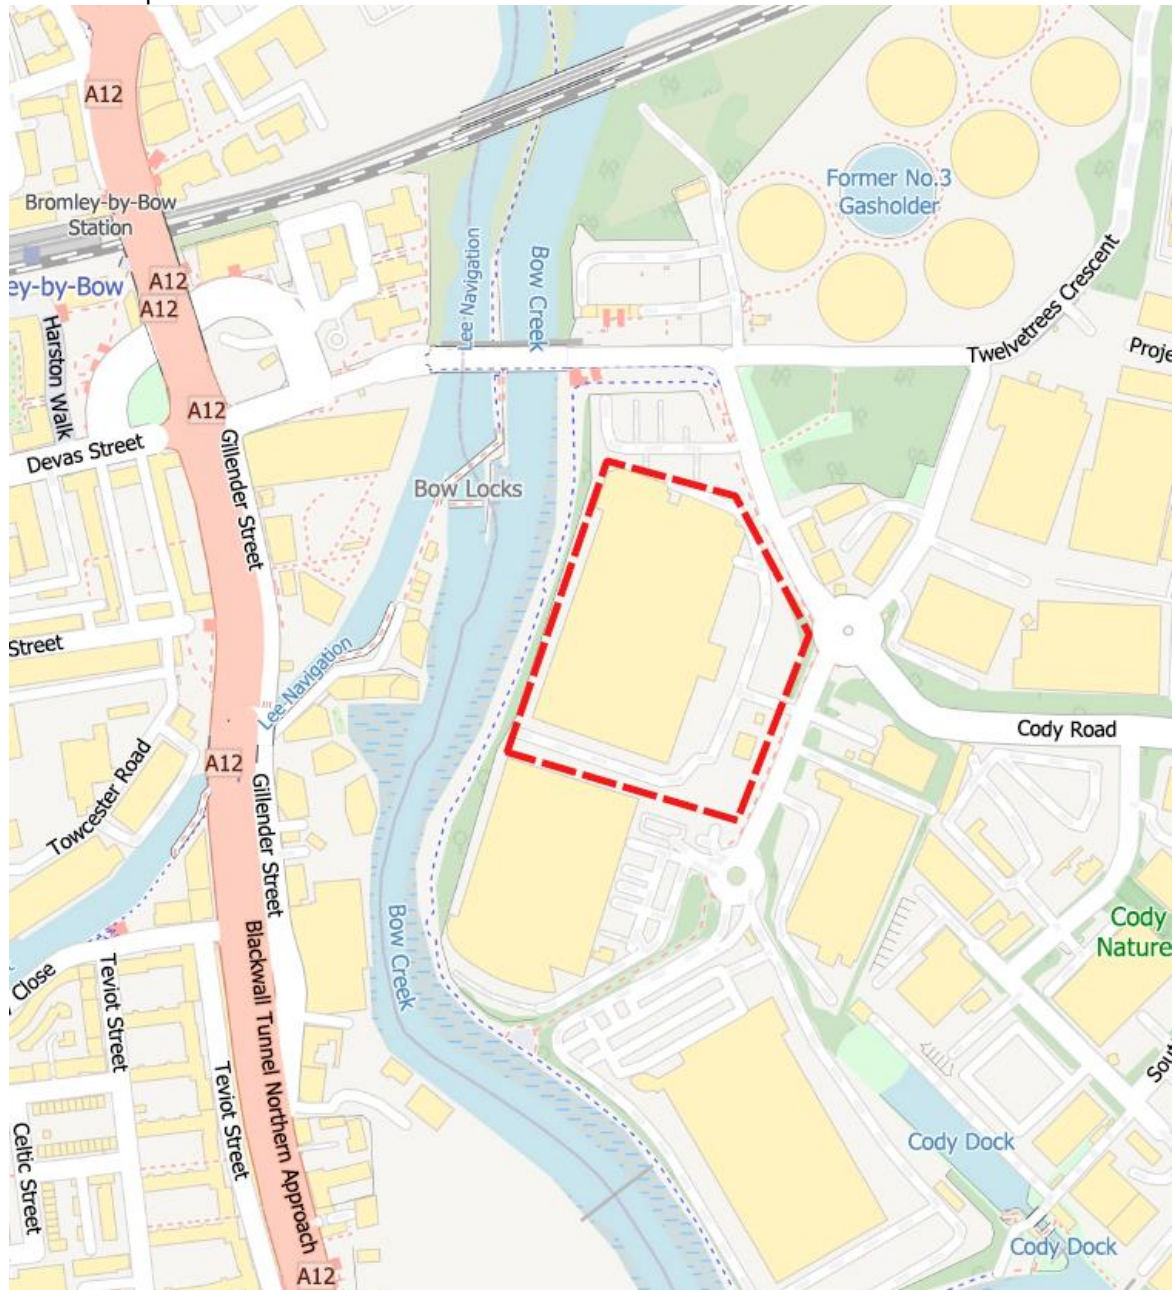 A12
Bromley-by-Bow
Station
ey-by-Bow
A12
A12
Harston Walk
A12
Devas Street
Gillender Street
Lee Navigation
Bow Creek
Former No.3
Gasholder
Twelvetrees Crescent
Proje
Bow Locks
Street
Lee Navigation
Cody Road
A12
Towcester Road
Gillender Street
Bow Creek
Cody
Nature
Close
Teviot Street
Blackwall Tunnel Northern Approach
Teviot Street
Celtic Street
Sou
Cody Dock
Cody Dock
A12